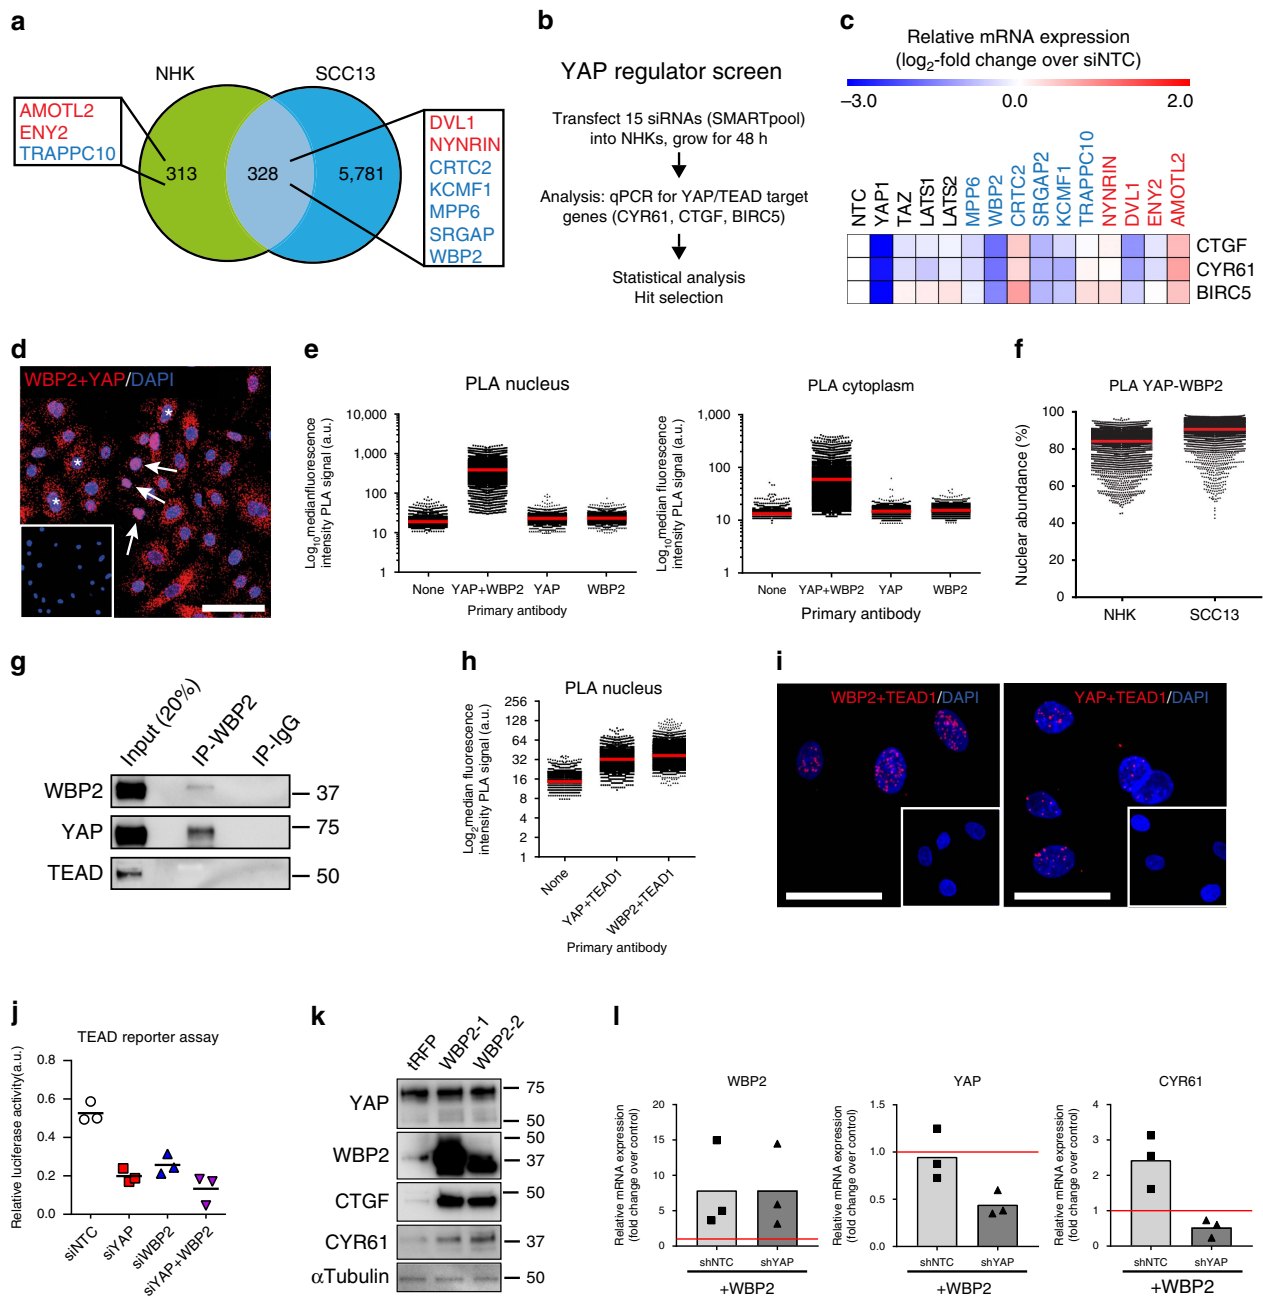 a
NHK
SCC13
AMOTL2
ENY2
TRAPPC10
313
328
5,781
DVL1
NYNRIN
CRTC2
KCMF1
MPP6
SRGAP
WBP2
b
YAP regulator screen
Transfect 15 siRNAs (SMARTpool)
into NHKs, grow for 48 h
Analysis: qPCR for YAP/TEAD target
genes (CYR61, CTGF, BIRC5)
Statistical analysis
Hit selection
c
Relative mRNA expression
(log2-fold change over siNTC)
–3.0
0.0
2.0
NTC
YAP1
TAZ
LATS1
LATS2
MPP6
WBP2
CRTC2
SRGAP2
KCMF1
TRAPPC10
NYNRIN
DVL1
ENY2
AMOTL2
CTGF
CYR61
BIRC5
d
WBP2+YAP/DAPI
*
*
*
e
PLA nucleus
Log10medianfluorescence
intensity PLA signal (a.u.)
10,000
1,000
100
10
1
None
YAP+WBP2
YAP
WBP2
Primary antibody
PLA cytoplasm
Log10median fluorescence
intensity PLA signal (a.u.)
1,000
100
10
1
None
YAP+WBP2
YAP
WBP2
Primary antibody
f
PLA YAP-WBP2
Nuclear abundance (%)
100
80
60
40
20
0
NHK
SCC13
g
Input (20%)
IP-WBP2
IP-IgG
WBP2
37
YAP
75
TEAD
50
h
PLA nucleus
Log2median fluorescence
intensity PLA signal (a.u.)
256
128
64
32
16
8
4
2
1
None
YAP+TEAD1
WBP2+TEAD1
Primary antibody
i
WBP2+TEAD1/DAPI
YAP+TEAD1/DAPI
j
TEAD reporter assay
Relative luciferase activity(a.u.)
0.8
0.6
0.4
0.2
0.0
siNTC
siYAP
siWBP2
siYAP+WBP2
k
tRFP
WBP2-1
WBP2-2
YAP
75
50
WBP2
50
37
CTGF
50
CYR61
37
αTubulin
50
l
WBP2
Relative mRNA expression
(fold change over control)
20
15
10
5
0
shNTC
shYAP
+WBP2
YAP
Relative mRNA expression
(fold change over control)
1.5
1.0
0.5
0.0
shNTC
shYAP
+WBP2
CYR61
Relative mRNA expression
(fold change over control)
4
3
2
1
0
shNTC
shYAP
+WBP2